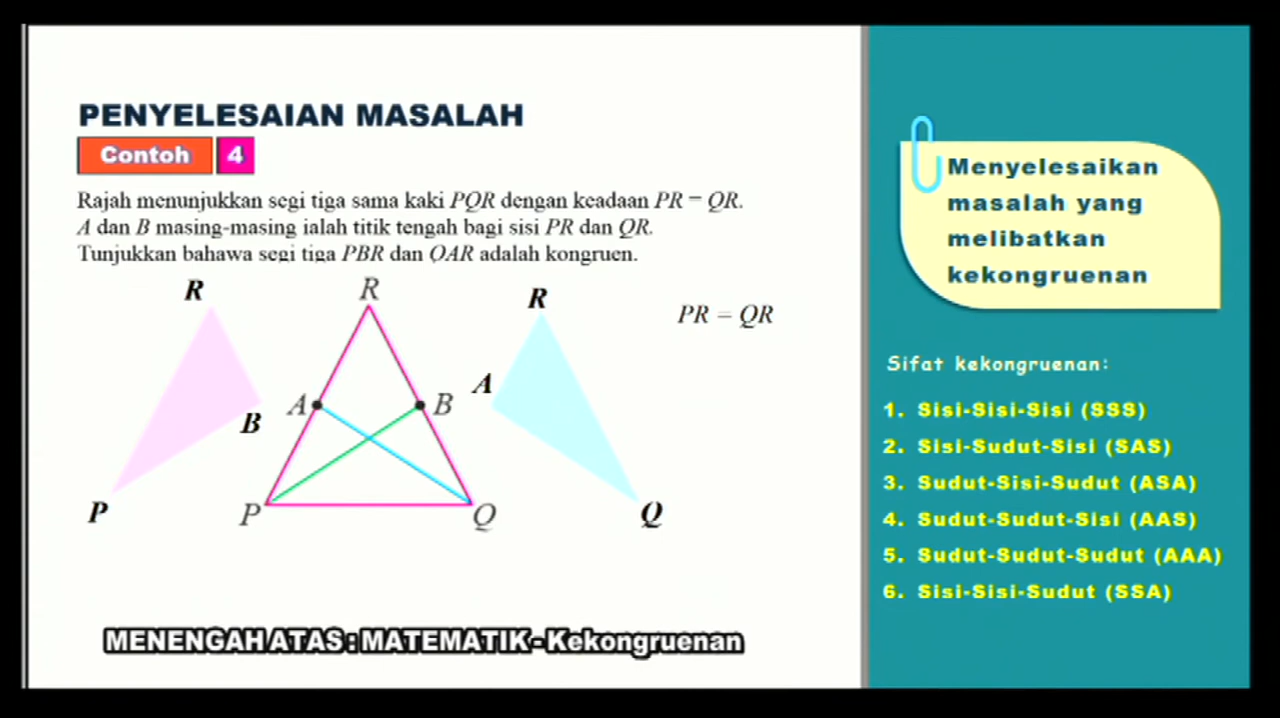 PENYELESAIAN MASALAH
Contoh 4
Rajah menunjukkan segi tiga sama kaki PQR dengan keadaan PR = QR.
A dan B masing-masing ialah titik tengah bagi sisi PR dan QR.
Tunjukkan bahawa segi tiga PBR dan QAR adalah kongruen.
R
B
P
R
A
B
P
Q
R
A
Q
PR = QR
MENENGAH ATAS : MATEMATIK - Kekongruenan
Menyelesaikan
masalah yang
melibatkan
kekongruenan
Sifat kekongruenan:
1. Sisi-Sisi-Sisi (SSS)
2. Sisi-Sudut-Sisi (SAS)
3. Sudut-Sisi-Sudut (ASA)
4. Sudut-Sudut-Sisi (AAS)
5. Sudut-Sudut-Sudut (AAA)
6. Sisi-Sisi-Sudut (SSA)